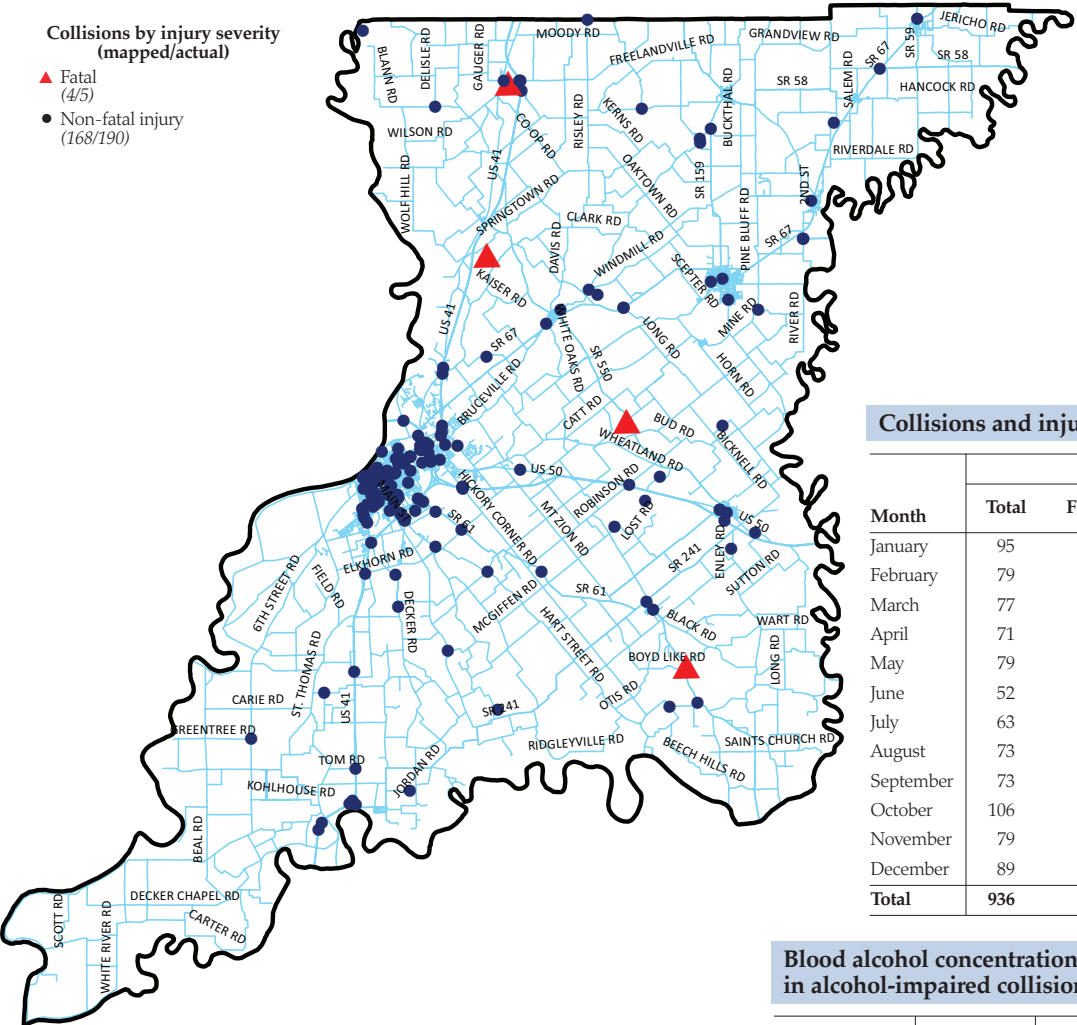 Collisions by injury severity
(mapped/actual)
Fatal
(4/5)
Non-fatal injury
(168/190)
JERICHO RD
MOODY RD
GRANDVIEW RD
SR 59
FREELANDVILLE RD
SR 67
SR 58
BLANN RD
DELISLE RD
GAUGER RD
SR 58
SALEM RD
HANCOCK RD
BUCKTHAL RD
KERNS RD
RISLEY RD
CO-OP RD
WILSON RD
US 41
RIVERDALE RD
OAKTOWN RD
SR 159
WOLF HILL RD
SPRINGTOWN RD
2ND ST
CLARK RD
PINE BLUFF RD
DAVIS RD
WINDMILL RD
SR 67
SCEPTER RD
KAISER RD
MINE RD
RIVER RD
US 41
WHITE OAKS RD
LONG RD
SR 67
SR 550
HORN RD
BRUCEVILLE RD
CATT RD
BUD RD
WHEATLAND RD
BICKNELL RD
US 50
ROBINSON RD
HICKORY CORNER RD
MAIN ST
MT ZION RD
LOST RD
SR 61
US 50
ENLEY RD
ELKHORN RD
SR 241
SUTTON RD
6TH STREET RD
FIELD RD
DECKER RD
MCGIFFEN RD
SR 61
HART STREET RD
BLACK RD
WART RD
LONG RD
BOYD LIKE RD
ST. THOMAS RD
OTIS RD
CARIE RD
US 41
SR 241
GREENTREE RD
RIDGLEYVILLE RD
SAINTS CHURCH RD
BEECH HILLS RD
TOM RD
JORDAN RD
KOHLHOUSE RD
BEAL RD
DECKER CHAPEL RD
SCOTT RD
WHITE RIVER RD
CARTER RD
Collisions and inju
Month Total F
January 95
February 79
March 77
April 71
May 79
June 52
July 63
August 73
September 73
October 106
November 79
December 89
Total 936
Blood alcohol concentration
in alcohol-impaired collision